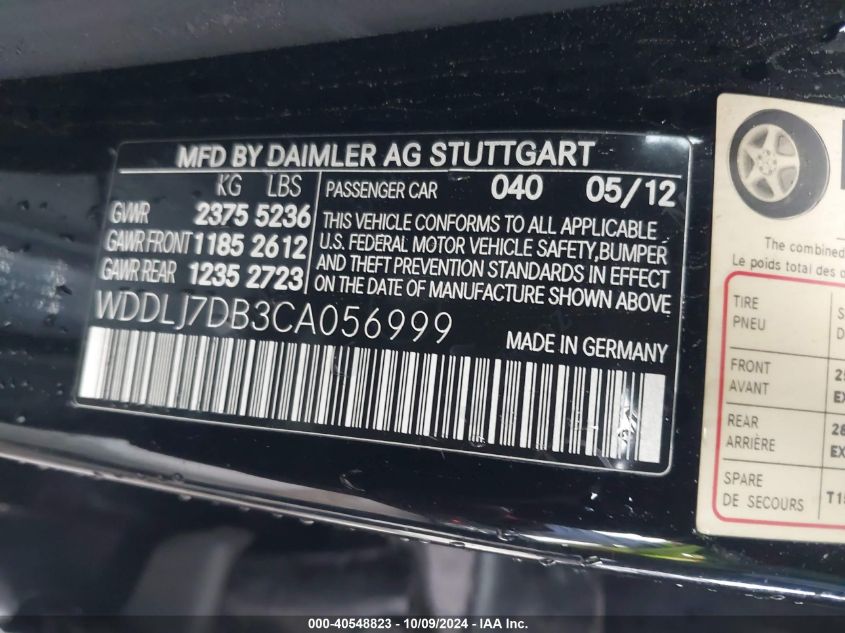 MFD BY DAIMLER AG STUTTGART
KG LBS
GVWR 2375 5236
GAWR FRONT 1185 2612
GAWR REAR 1235 2723
PASSENGER CAR 040 05/12
THIS VEHICLE CONFORMS TO ALL APPLICABLE
U.S. FEDERAL MOTOR VEHICLE SAFETY,BUMPER
AND THEFT PREVENTION STANDARDS IN EFFECT
ON THE DATE OF MANUFACTURE SHOWN ABOVE
WDDLJ7DB3CA056999
MADE IN GERMANY
The combined
Le poids total des
TIRE
PNEU
FRONT
AVANT
REAR
ARRIÈRE
SPARE
DE SECOURS
000-40548823 - 10/09/2024 - IAA Inc.